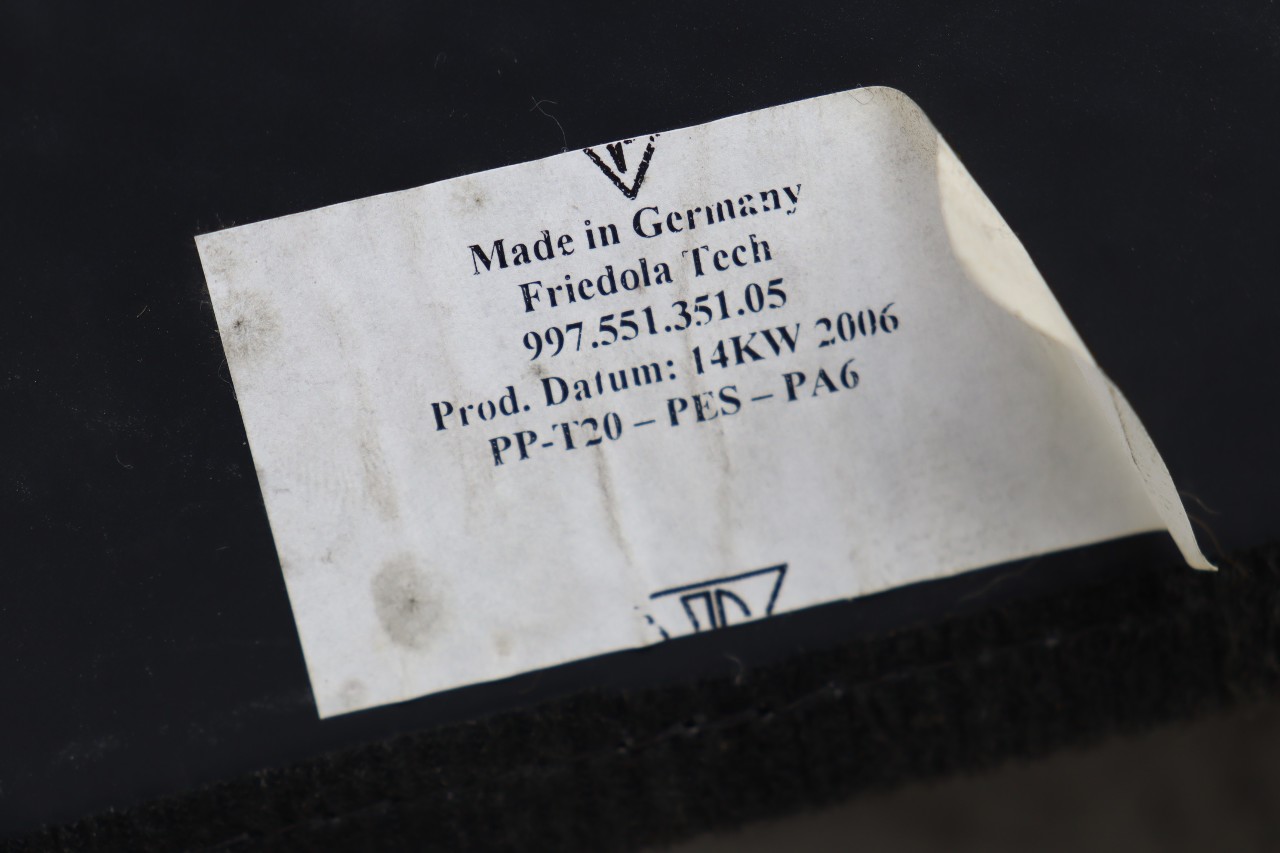 Made in Germany
Friedola Tech
997.551.351.05
Prod. Datum: 14KW 2006
PP-T20 – PES – PA6